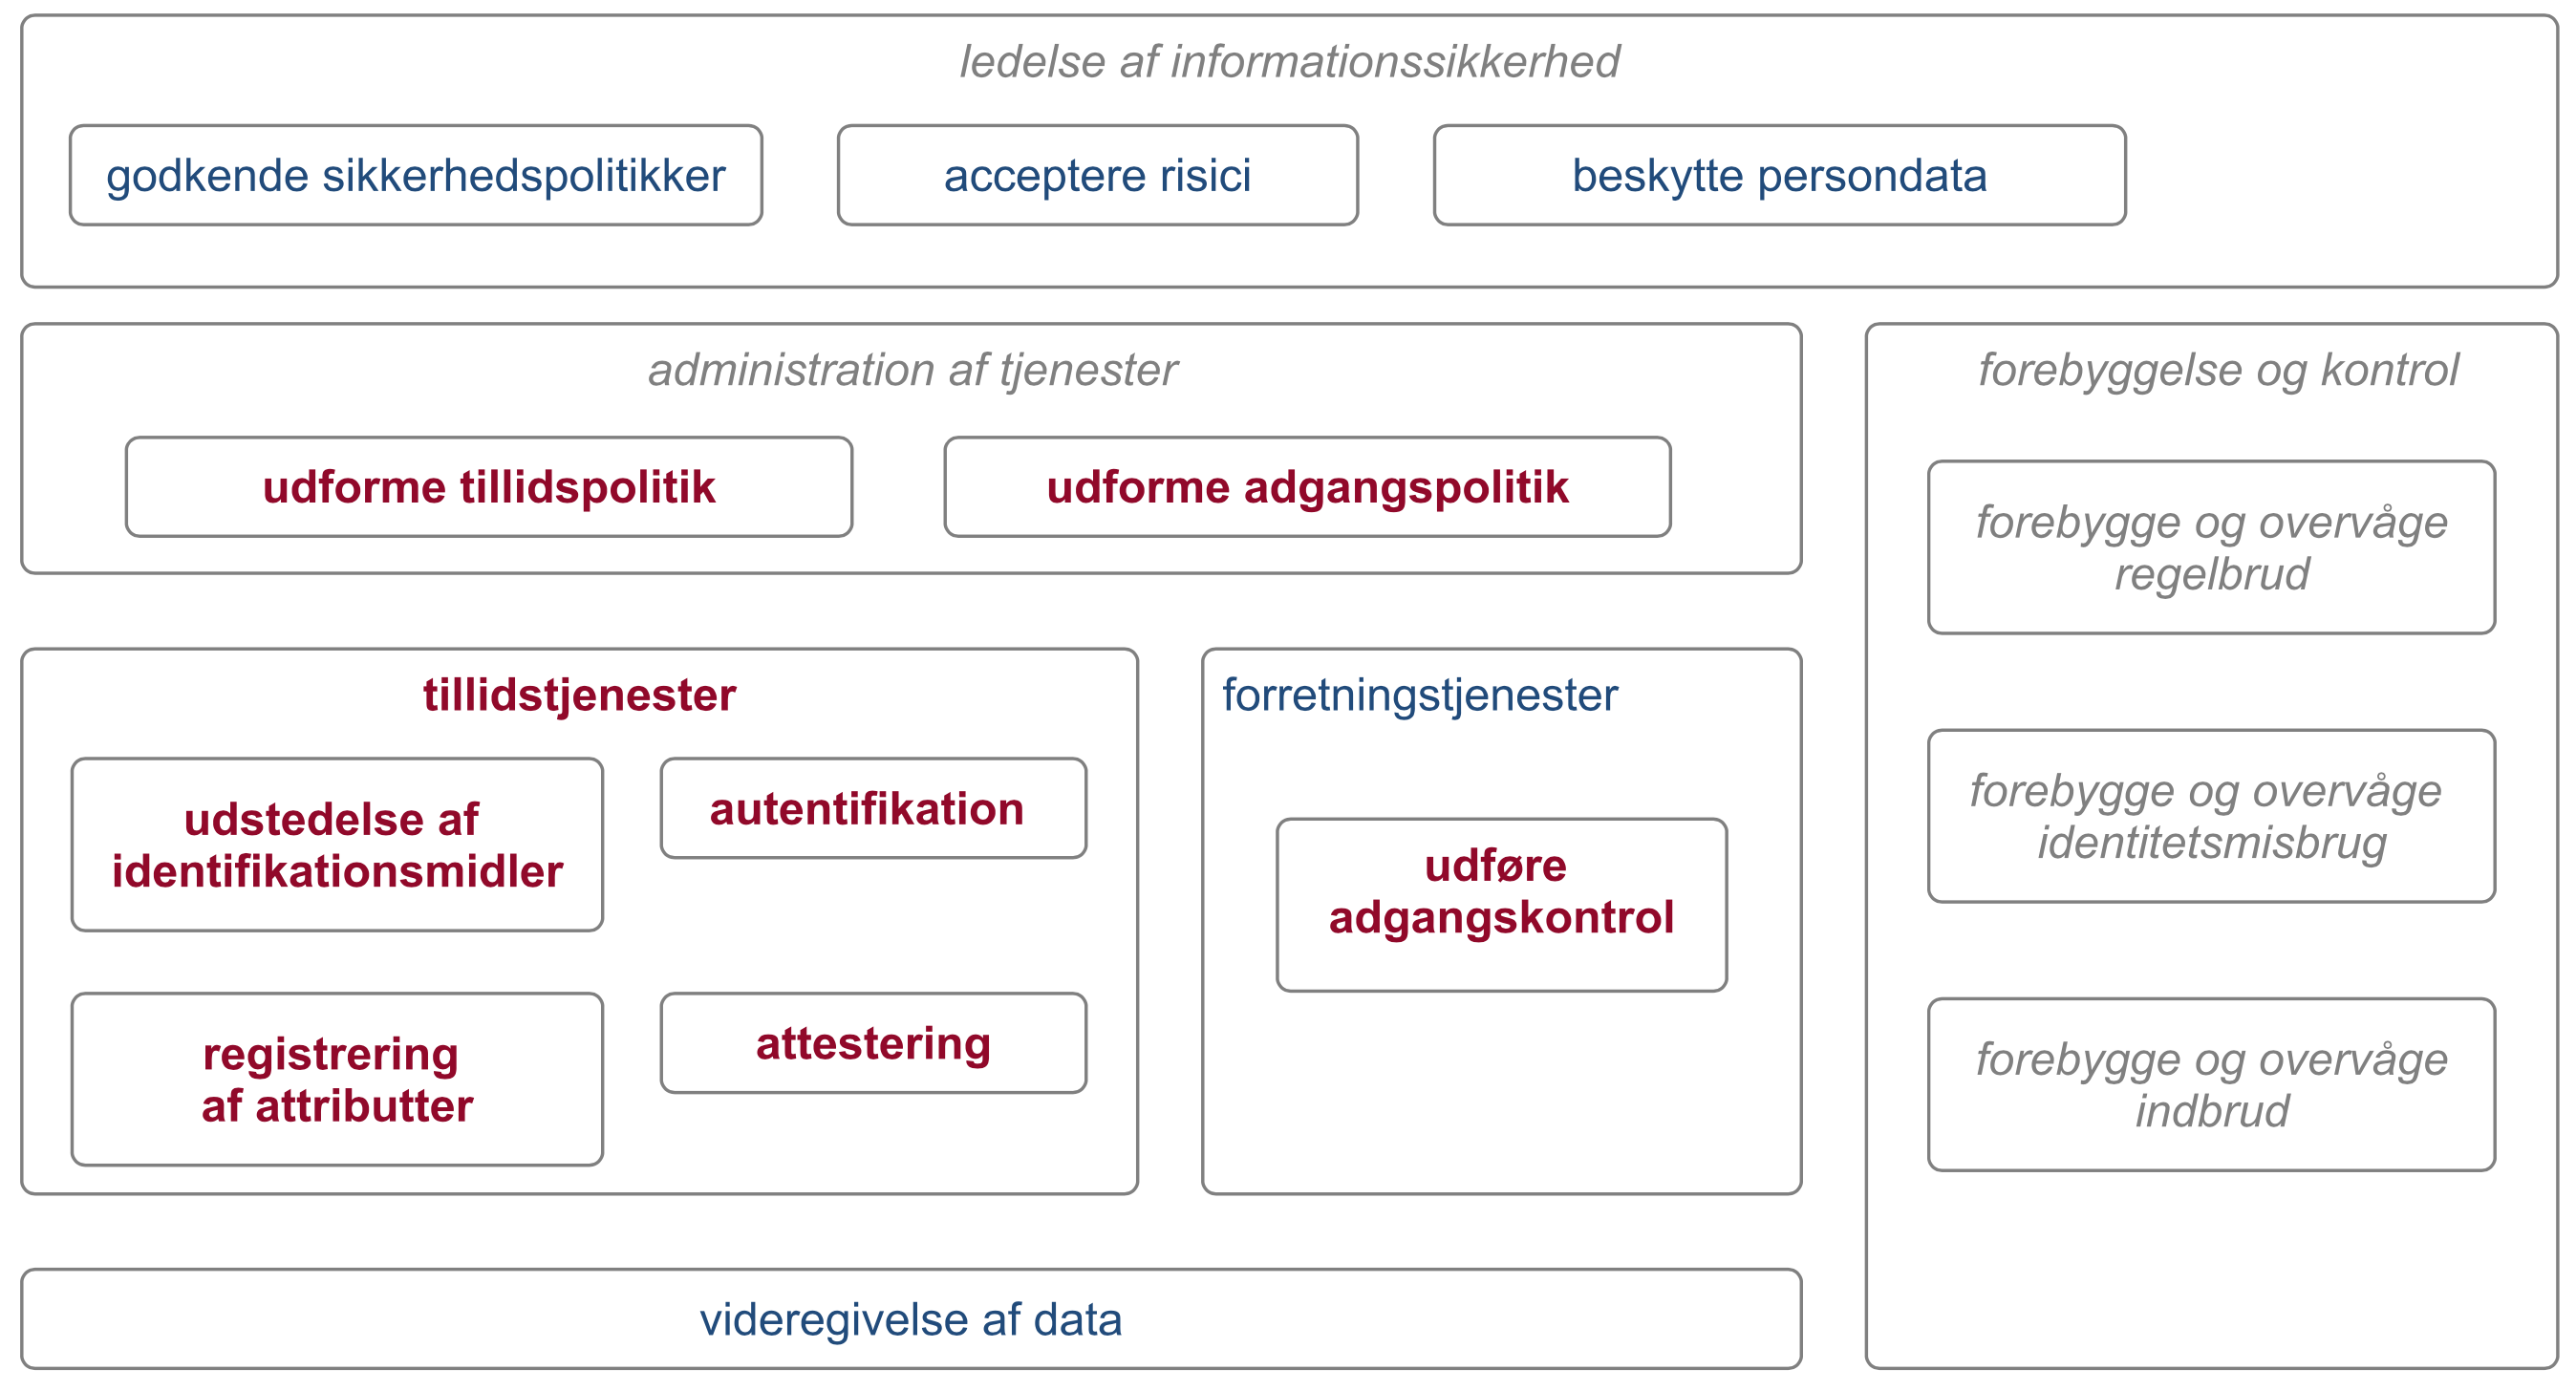 ledelse af informationssikkerhed
godkende sikkerhedspolitikker
acceptere risici
beskytte persondata
administration af tjenester
udforme tillidspolitik
udforme adgangspolitik
tillidstjenester
udstedelse af
identifikationsmidler
autentifikation
registrering
af attributter
attestering
forretningstjenester
udføre
adgangskontrol
videregivelse af data
forebyggelse og kontrol
forebygge og overvåge
regelbrud
forebygge og overvåge
identitetsmisbrug
forebygge og overvåge
indbrud